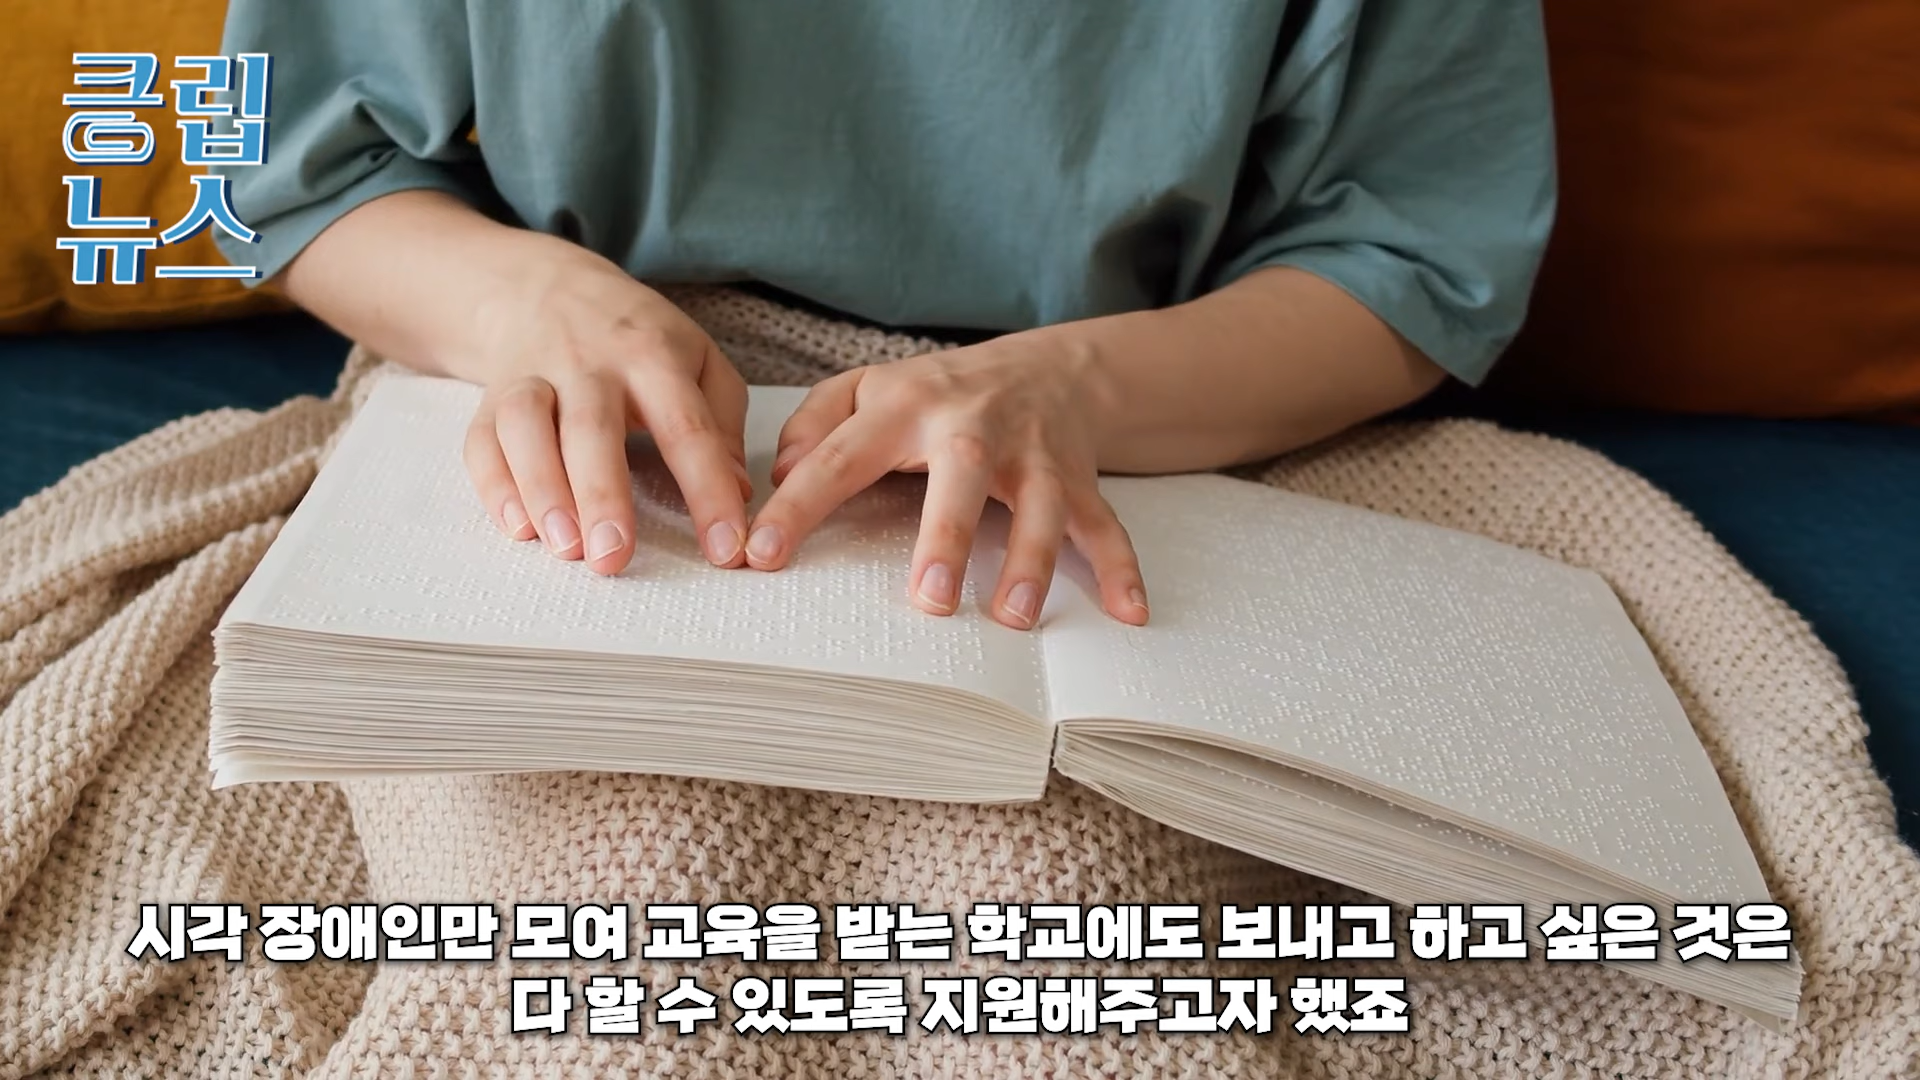 클립
뉴스
시각 장애인만 모여 교육을 받는 학교에도 보내고 하고 싶은 것은
다 할 수 있도록 지원해주고자 했죠